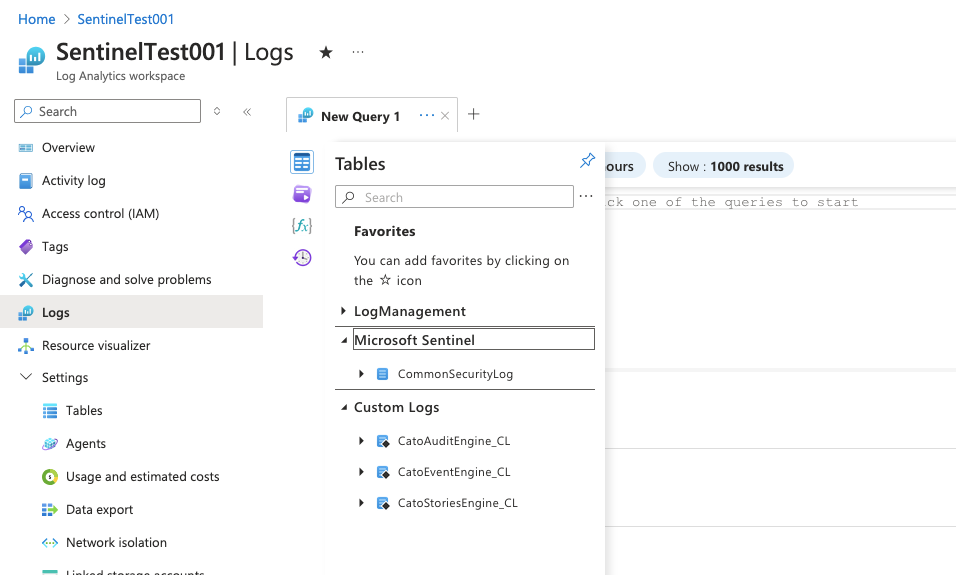 Home > SentinelTest001
SentinelTest001 | Logs ★ ···
Log Analytics workspace
Search
Overview
Activity log
Access control (IAM)
Tags
Diagnose and solve problems
Logs
Resource visualizer
Settings
Tables
Agents
Usage and estimated costs
Data export
Network isolation
Linked storage accounts
New Query 1 ···
Tables
ours
Show : 1000 results
Search ···
ck one of the queries to start
Favorites
You can add favorites by clicking on
the ☆ icon
LogManagement
Microsoft Sentinel
CommonSecurityLog
Custom Logs
CatoAuditEngine_CL
CatoEventEngine_CL
CatoStoriesEngine_CL